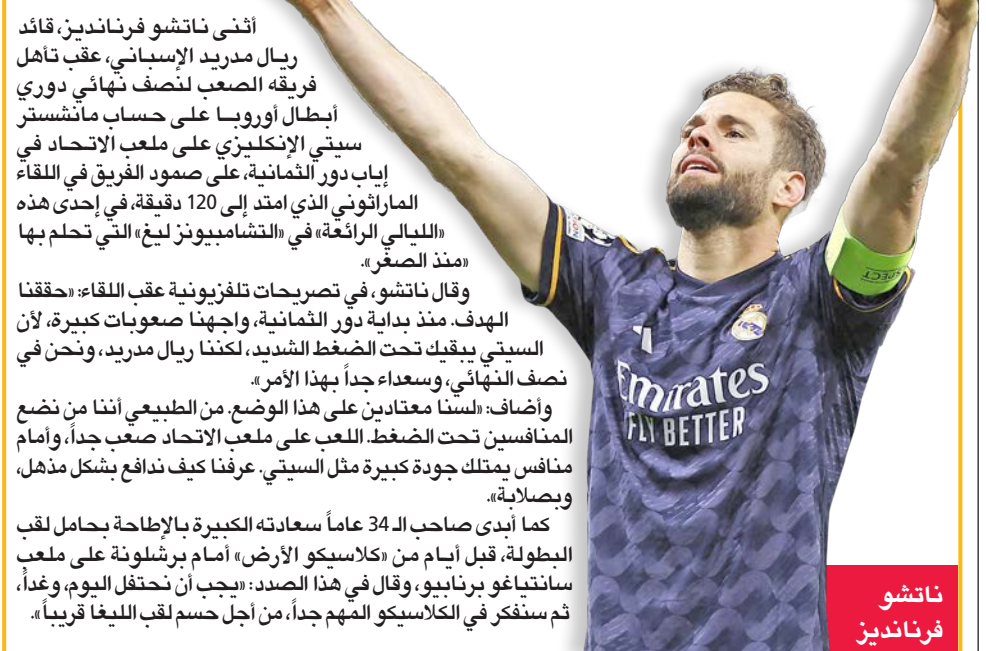 أثنى ناتشو فرنانديز، قائد
ريال مدريد الإسباني، عقب تأهل
فريقه الصعب لنصف نهائي دوري
أبطال أوروبا على حساب مانشستر
سيتي الإنكليزي على ملعب الاتحاد في
إياب دور الثمانية، على صمود الفريق في اللقاء
الماراثوني الذي امتد إلى 120 دقيقة، في إحدى هذه
«الليالي الرائعة» في «التشامبيونز ليغ» التي تحلم بها
«منذ الصغر».
وقال ناتشو، في تصريحات تلفزيونية عقب اللقاء: «حققنا
الهدف. منذ بداية دور الثمانية، واجهنا صعوبات كبيرة، لأن
السيتي يبقيك تحت الضغط الشديد، لكننا ريال مدريد، ونحن في
نصف النهائي، وسعداء جداً بهذا الأمر».
وأضاف: «لسنا معتادين على هذا الوضع. من الطبيعي أننا من نضع
المنافسين تحت الضغط. اللعب على ملعب الاتحاد صعب جداً، وأمام
منافس يمتلك جودة كبيرة مثل السيتي. عرفنا كيف ندافع بشكل مذهل،
وبصلابة».
كما أبدى صاحب الـ 34 عاماً سعادته الكبيرة بالإطاحة بحامل لقب
البطولة، قبل أيام من «كلاسيكو الأرض» أمام برشلونة على ملعب
سانتياغو برنابيو، وقال في هذا الصدد: «يجب أن نحتفل اليوم، وغداً،
ثم سنفكر في الكلاسيكو المهم جداً، من أجل حسم لقب الليغا قريباً».
Emirates
FLY BETTER
ناتشو
فرنانديز